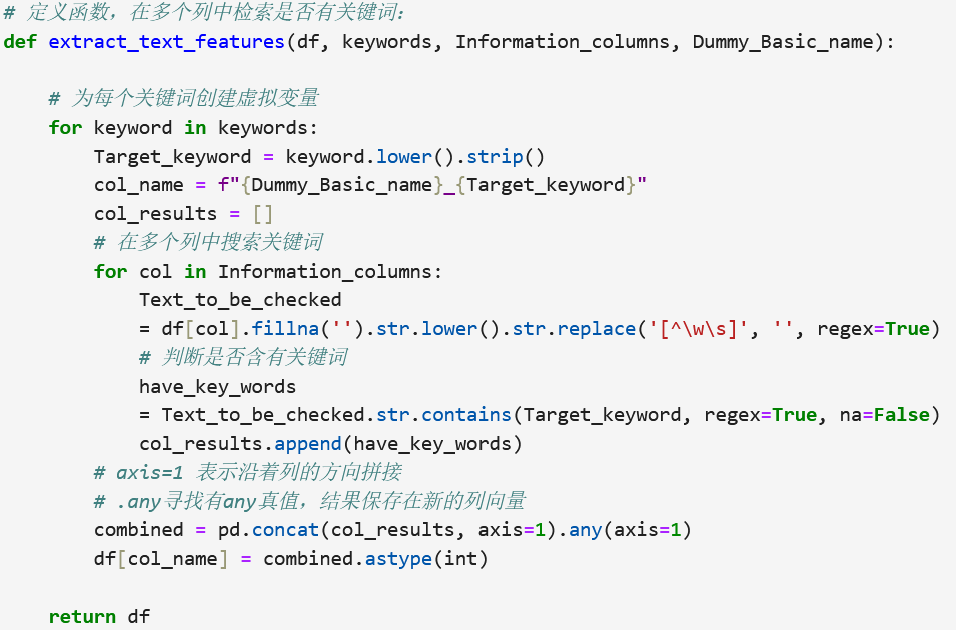 # 定义函数，在多个列中检索是否有关键词：
def extract_text_features(df, keywords, Information_columns, Dummy_Basic_name):
    # 为每个关键词创建虚拟变量
    for keyword in keywords:
        Target_keyword = keyword.lower().strip()
        col_name = f"{Dummy_Basic_name}_{Target_keyword}"
        col_results = []
        # 在多个列中搜索关键词
        for col in Information_columns:
            Text_to_be_checked
            = df[col].fillna('').str.lower().str.replace('[^\w\s]', '', regex=True)
            # 判断是否含有关键词
            have_key_words
            = Text_to_be_checked.str.contains(Target_keyword, regex=True, na=False)
            col_results.append(have_key_words)
        # axis=1 表示沿着列的方向拼接
        # .any寻找有any真值，结果保存在新的列向量
        combined = pd.concat(col_results, axis=1).any(axis=1)
        df[col_name] = combined.astype(int)
    return df